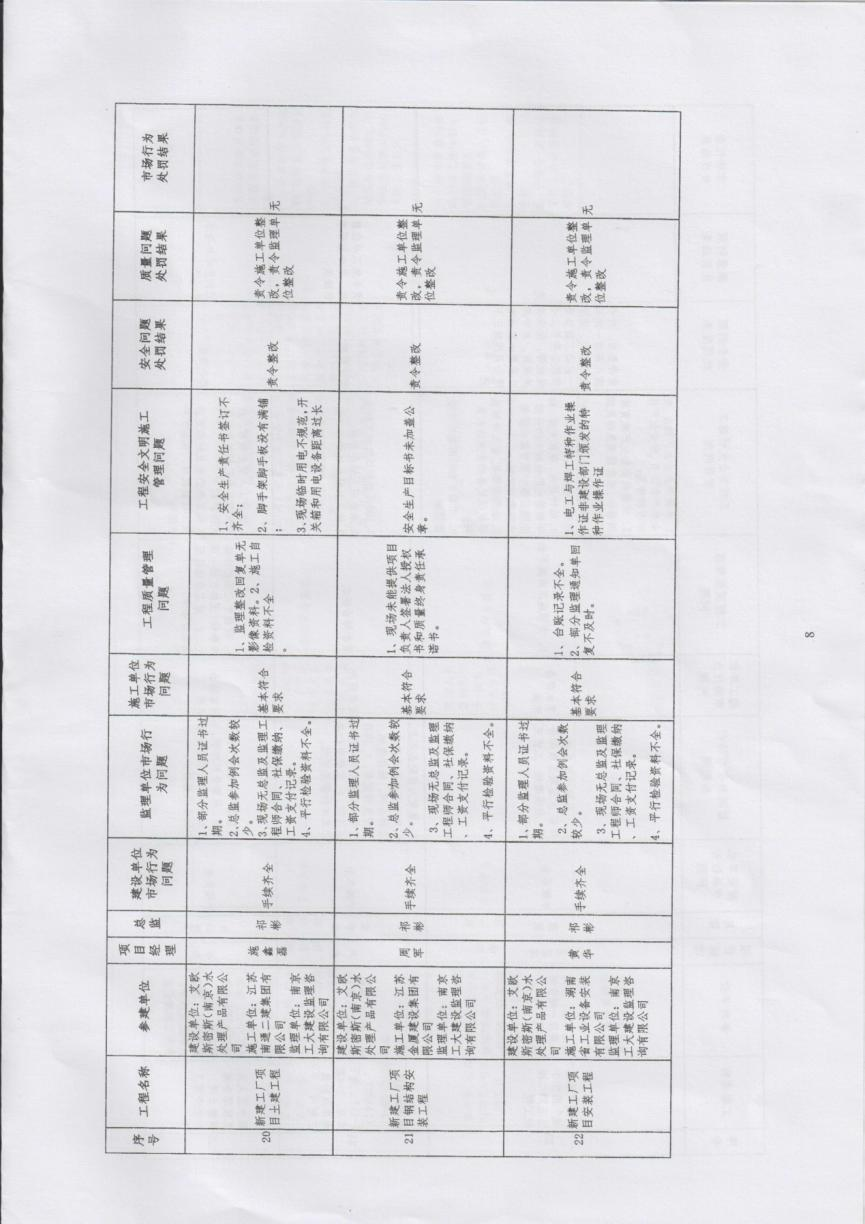 序
号
工程名称
参建单位
项目
经理
总
监
建设单位
市场行为
问题
监理单位市场行
为问题
施工单位
市场行为
问题
工程质量管理
问题
工程安全文明施工
管理问题
安全问题
处罚结果
质量问题
处罚结果
市场行为
处罚结果
20
新建工厂项
目土建工程
建设单位：艾欧
斯密斯(南京)水
处理产品有限公
司
施工单位：江苏
南通二建集团有
限公司
监理单位：南京
工大建设监理咨
询有限公司
施
鑫
磊
祁
彬
手续齐全
1、部分监理人员证书过
期。
2、总监参加例会次数较
少。
3、现场无总监及监理工
程师合同、社保缴纳、
工资支付记录。
4、平行检验资料不全。
基本符合
要求
1、监理整改回复单无
影像资料。2、施工自
检资料不全
。
1、安全生产责任书签订不
齐全；
2、脚手架脚手板没有满铺
；
3、现场临时用电不规范，开
关箱和用电设备距离过长
责令整改
责令施工单位整
改，责令监理单
位整改
无
21
新建工厂项
目钢结构安
装工程
建设单位：艾欧
斯密斯(南京)水
处理产品有限公
司
施工单位：江苏
金厦建设集团有
限公司
监理单位：南京
工大建设监理咨
询有限公司
周
军
祁
彬
手续齐全
1、部分监理人员证书过
期。
2、总监参加例会次数较
少。
3、现场无总监及监理
工程师合同、社保缴纳
、工资支付记录。
4、平行检验资料不全。
基本符合
要求
1、现场未能提供项目
负责人签署法人授权
书和质量终身责任承
诺书。
安全生产目标书未加盖公
章。
责令整改
责令施工单位整
改，责令监理单
位整改
无
22
新建工厂项
目安装工程
建设单位：艾欧
斯密斯(南京)水
处理产品有限公
司
施工单位：湖南
省工业设备安装
有限公司
监理单位：南京
工大建设监理咨
询有限公司
黄
华
祁
彬
手续齐全
1、部分监理人员证书过
期。
2、总监参加例会次数
较少。
3、现场无总监及监理
工程师合同、社保缴纳
、工资支付记录。
4、平行检验资料不全。
基本符合
要求
1、台账记录不全。
2、部分监理通知单回
复不及时。
1、电工与焊工特种作业操
作证非建设部门颁发的特
种作业操作证
责令整改
责令施工单位整
改，责令监理单
位整改
无
8